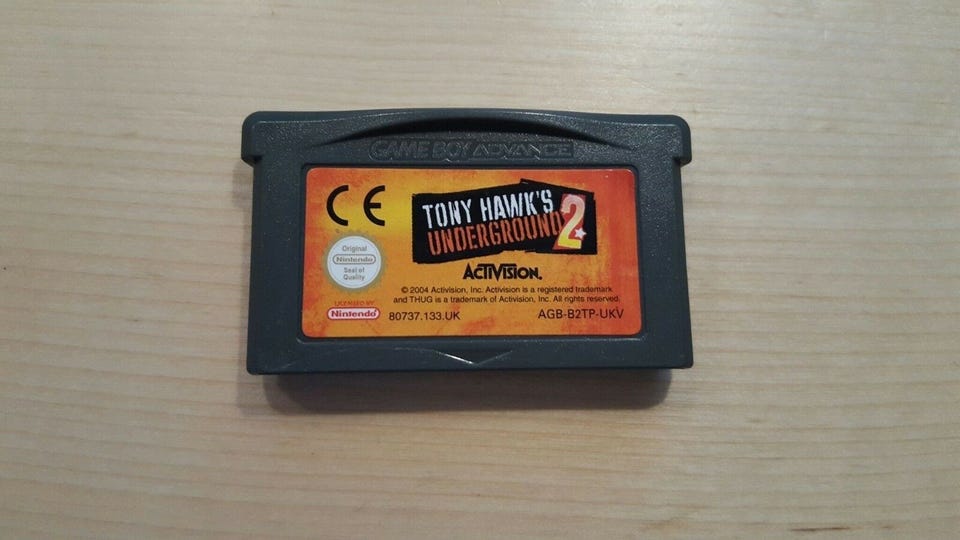 GAME BOY ADVANCE
CE
TONY HAWK'S
UNDERGROUND 2
Original
Nintendo
Seal of
Quality
ACTIVISION.
© 2004 Activision, Inc. Activision is a registered trademark
and THUG is a trademark of Activision, Inc. All rights reserved.
LICENSED BY
Nintendo
80737.133.UK
AGB-B2TP-UKV